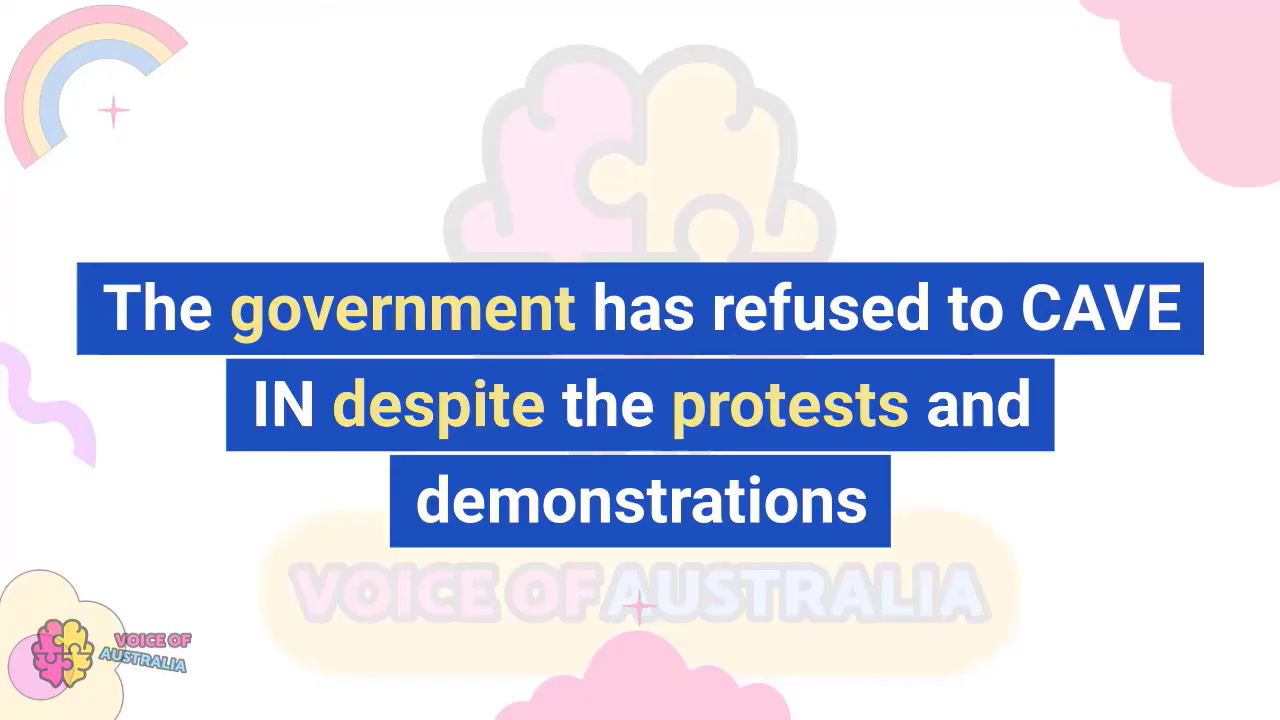 The government has refused to CAVE
IN despite the protests and
demonstrations
VOICE OF AUSTRALIA
VOICE OF
AUSTRALIA